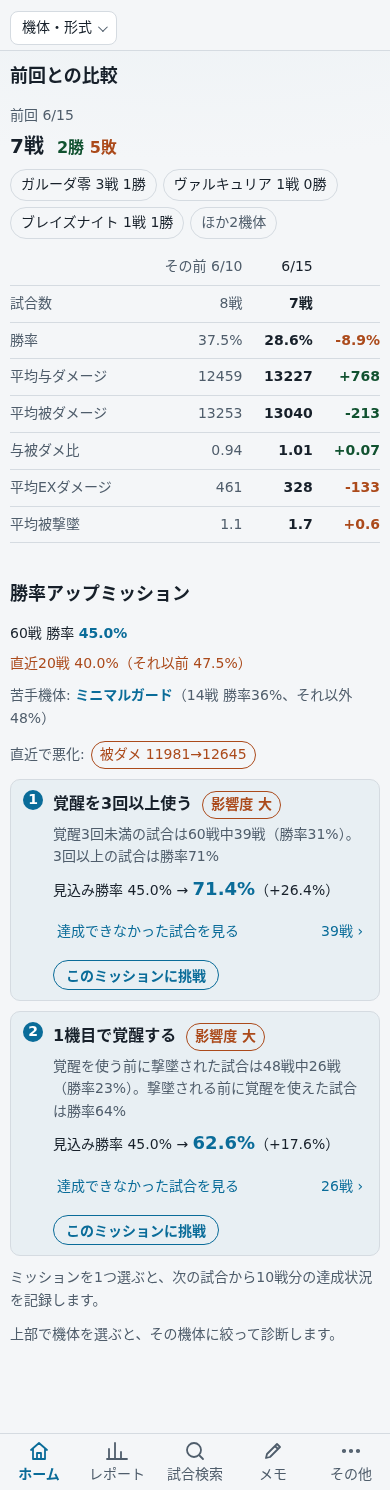 機体・形式
前回との比較
前回 6/15
7戦 2勝 5敗
ガルーダ零 3戦 1勝 ヴァルキュリア 1戦 0勝
ブレイズナイト 1戦 1勝 ほか2機体
その前 6/10 6/15
試合数 8戦 7戦
勝率 37.5% 28.6% -8.9%
平均与ダメージ 12459 13227 +768
平均被ダメージ 13253 13040 -213
与被ダメ比 0.94 1.01 +0.07
平均EXダメージ 461 328 -133
平均被撃墜 1.1 1.7 +0.6
勝率アップミッション
60戦 勝率 45.0%
直近20戦 40.0%（それ以前 47.5%）
苦手機体: ミニマルガード（14戦 勝率36%、それ以外
48%）
直近で悪化: 被ダメ 11981→12645
1 覚醒を3回以上使う 影響度 大
覚醒3回未満の試合は60戦中39戦（勝率31%）。
3回以上の試合は勝率71%
見込み勝率 45.0% → 71.4%（+26.4%）
達成できなかった試合を見る 39戦 ›
このミッションに挑戦
2 1機目で覚醒する 影響度 大
覚醒を使う前に撃墜された試合は48戦中26戦
（勝率23%）。撃墜される前に覚醒を使えた試合
は勝率64%
見込み勝率 45.0% → 62.6%（+17.6%）
達成できなかった試合を見る 26戦 ›
このミッションに挑戦
ミッションを1つ選ぶと、次の試合から10戦分の達成状況
を記録します。
上部で機体を選ぶと、その機体に絞って診断します。
ホーム レポート 試合検索 メモ その他